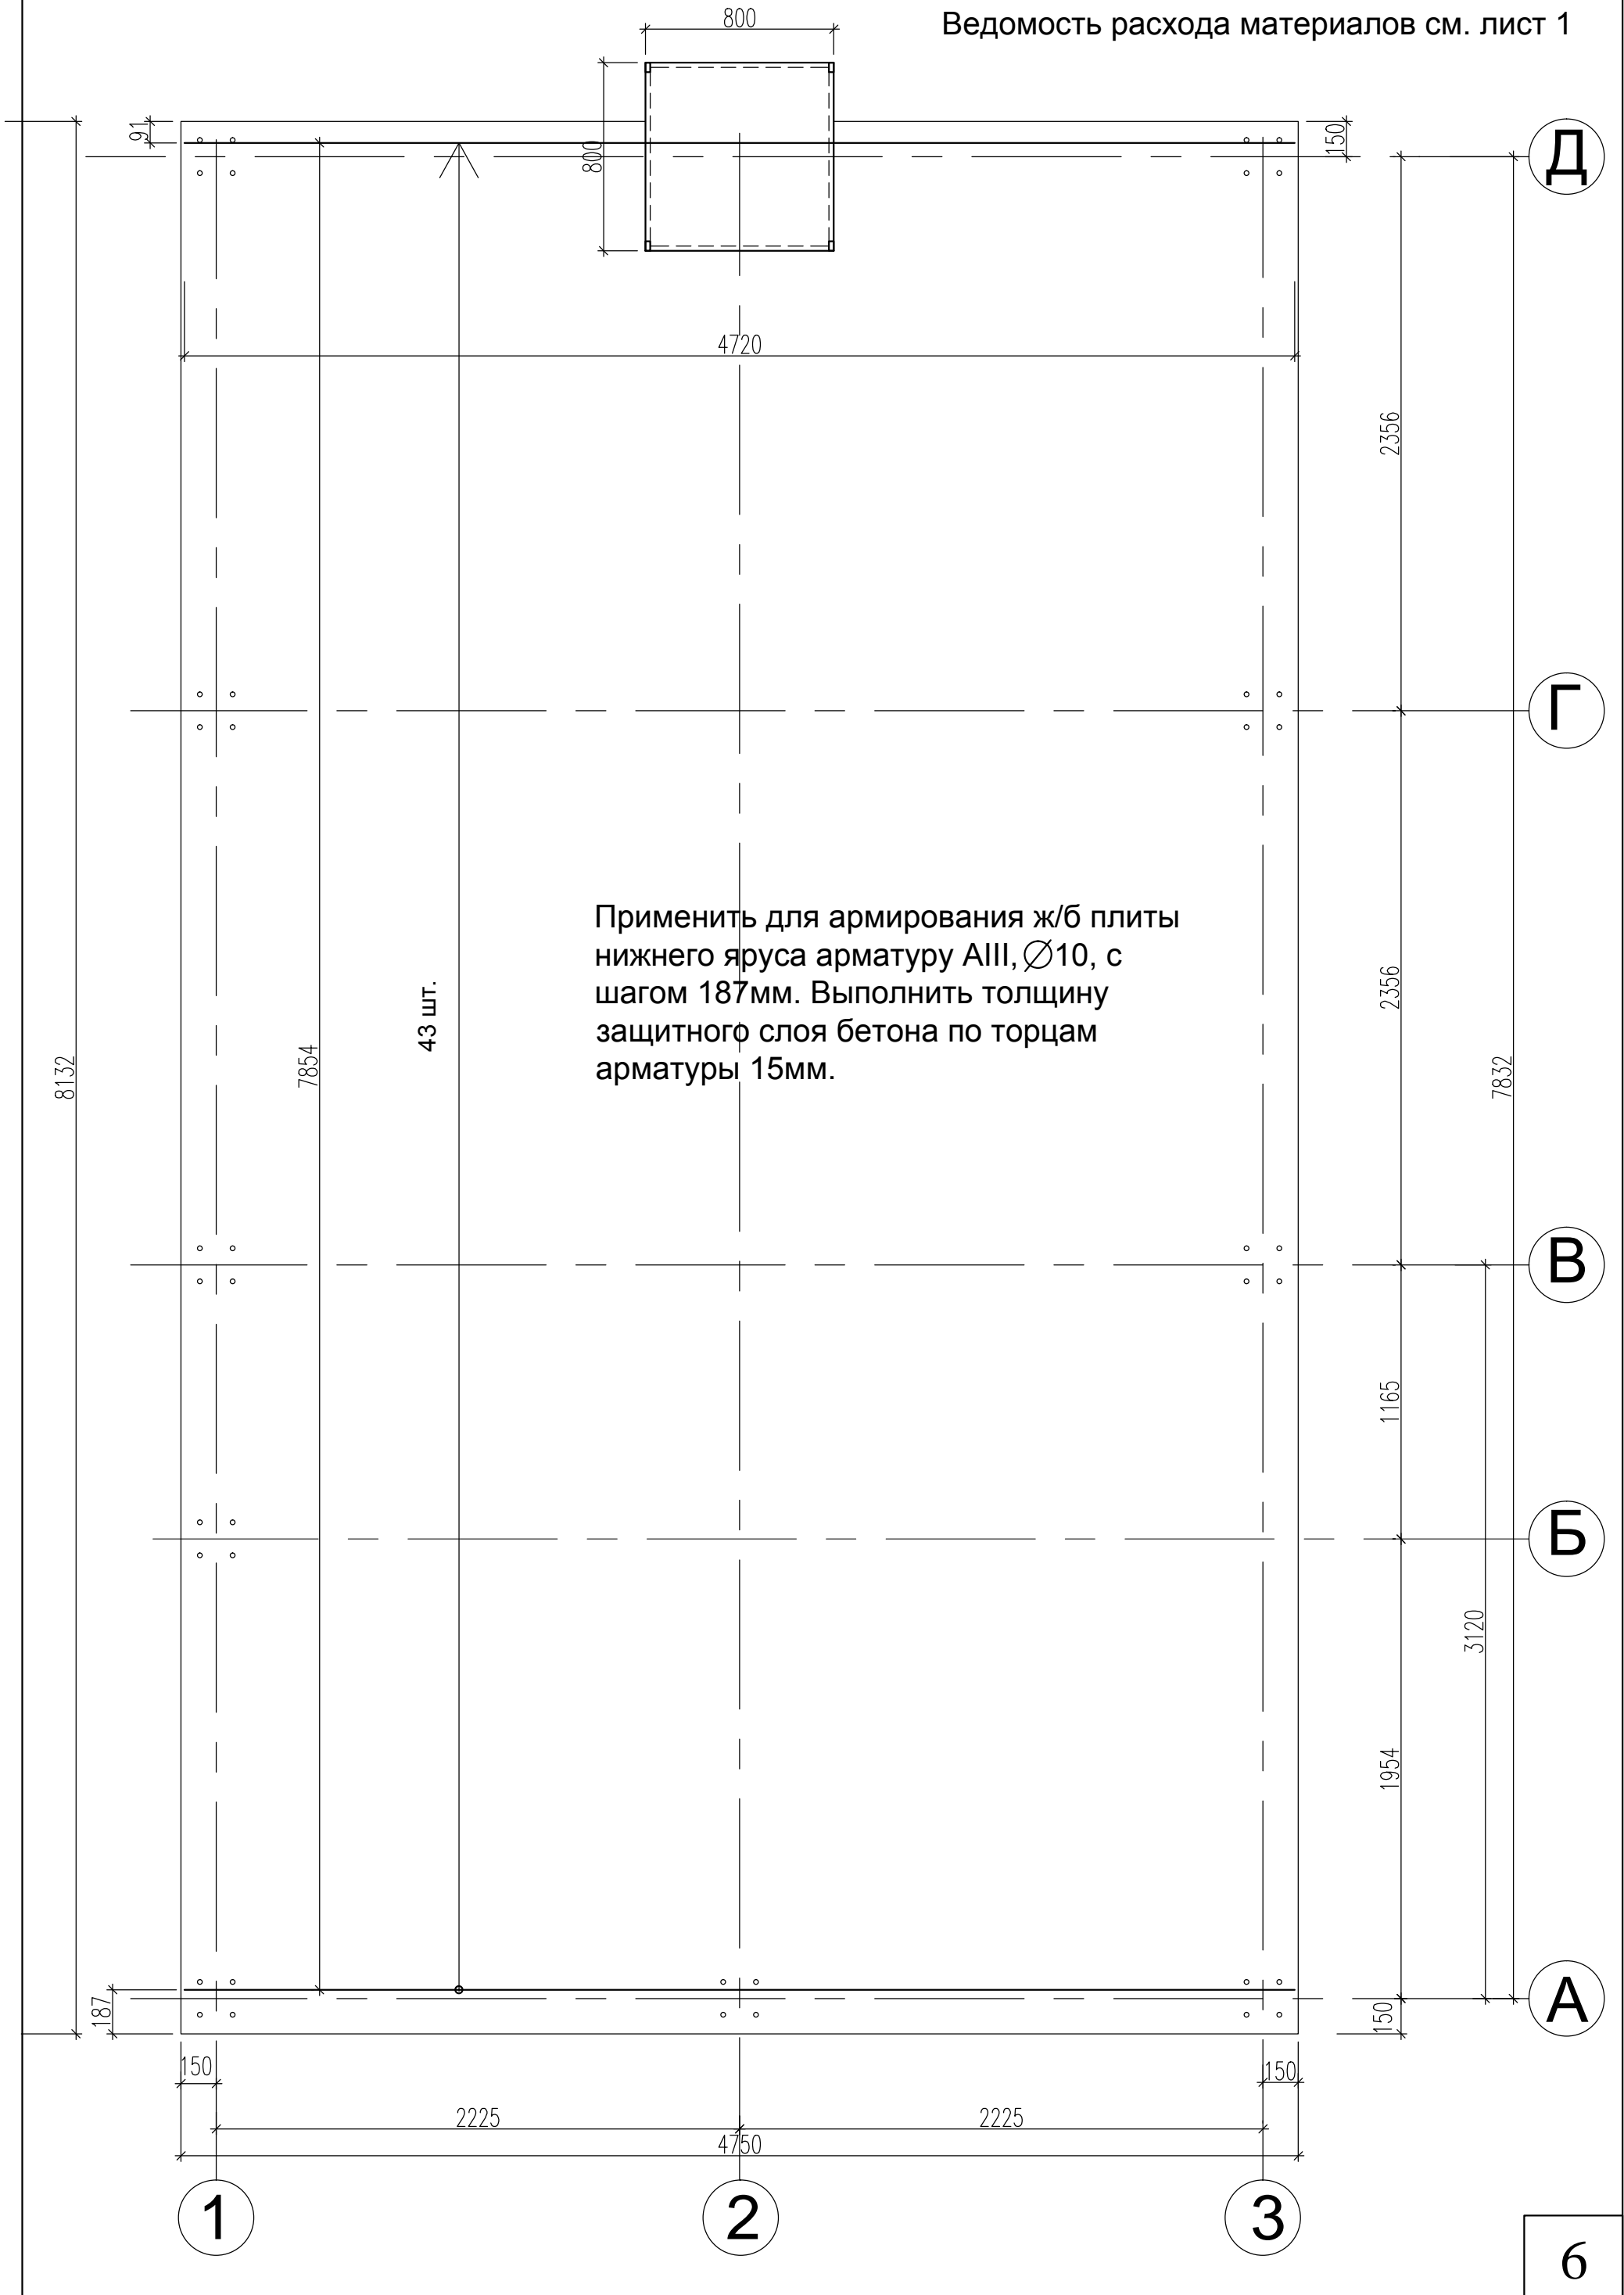 800
Ведомость расхода материалов см. лист 1
91
800
150
Д
4720
2356
Г
Применить для армирования ж/б плиты
нижнего яруса арматуру АIII, ∅10, с
шагом 187мм. Выполнить толщину
защитного слоя бетона по торцам
арматуры 15мм.
43 шт.
2356
8132
7854
7832
В
1165
Б
3120
1954
А
187
150
150
150
2225
2225
4750
1
2
3
6